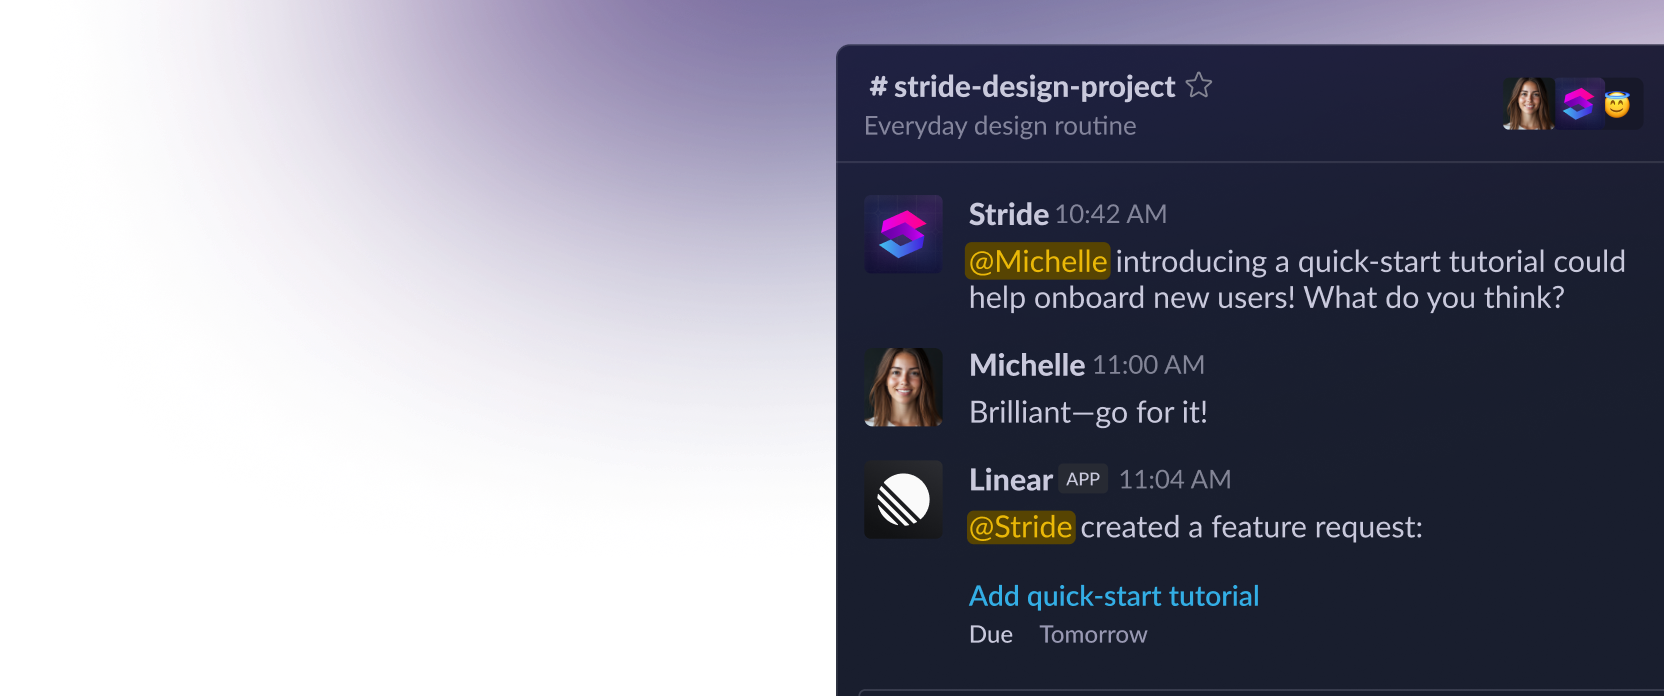 # stride-design-project
Everyday design routine
Stride 10:42 AM
@Michelle introducing a quick-start tutorial could
help onboard new users! What do you think?
Michelle 11:00 AM
Brilliant—go for it!
Linear APP 11:04 AM
@Stride created a feature request:
Add quick-start tutorial
Due Tomorrow